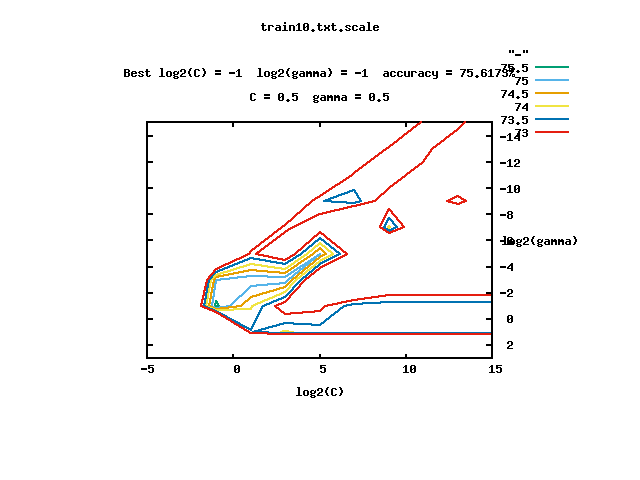 train10.txt.scale
"-"
Best log2(C) = -1  log2(gamma) = -1  accuracy = 75.6173%
C = 0.5  gamma = 0.5
75.5
75
74.5
74
73.5
73
-14
-12
-10
-8
-6
log2(gamma)
-4
-2
0
2
-5 0 5 10 15
log2(C)